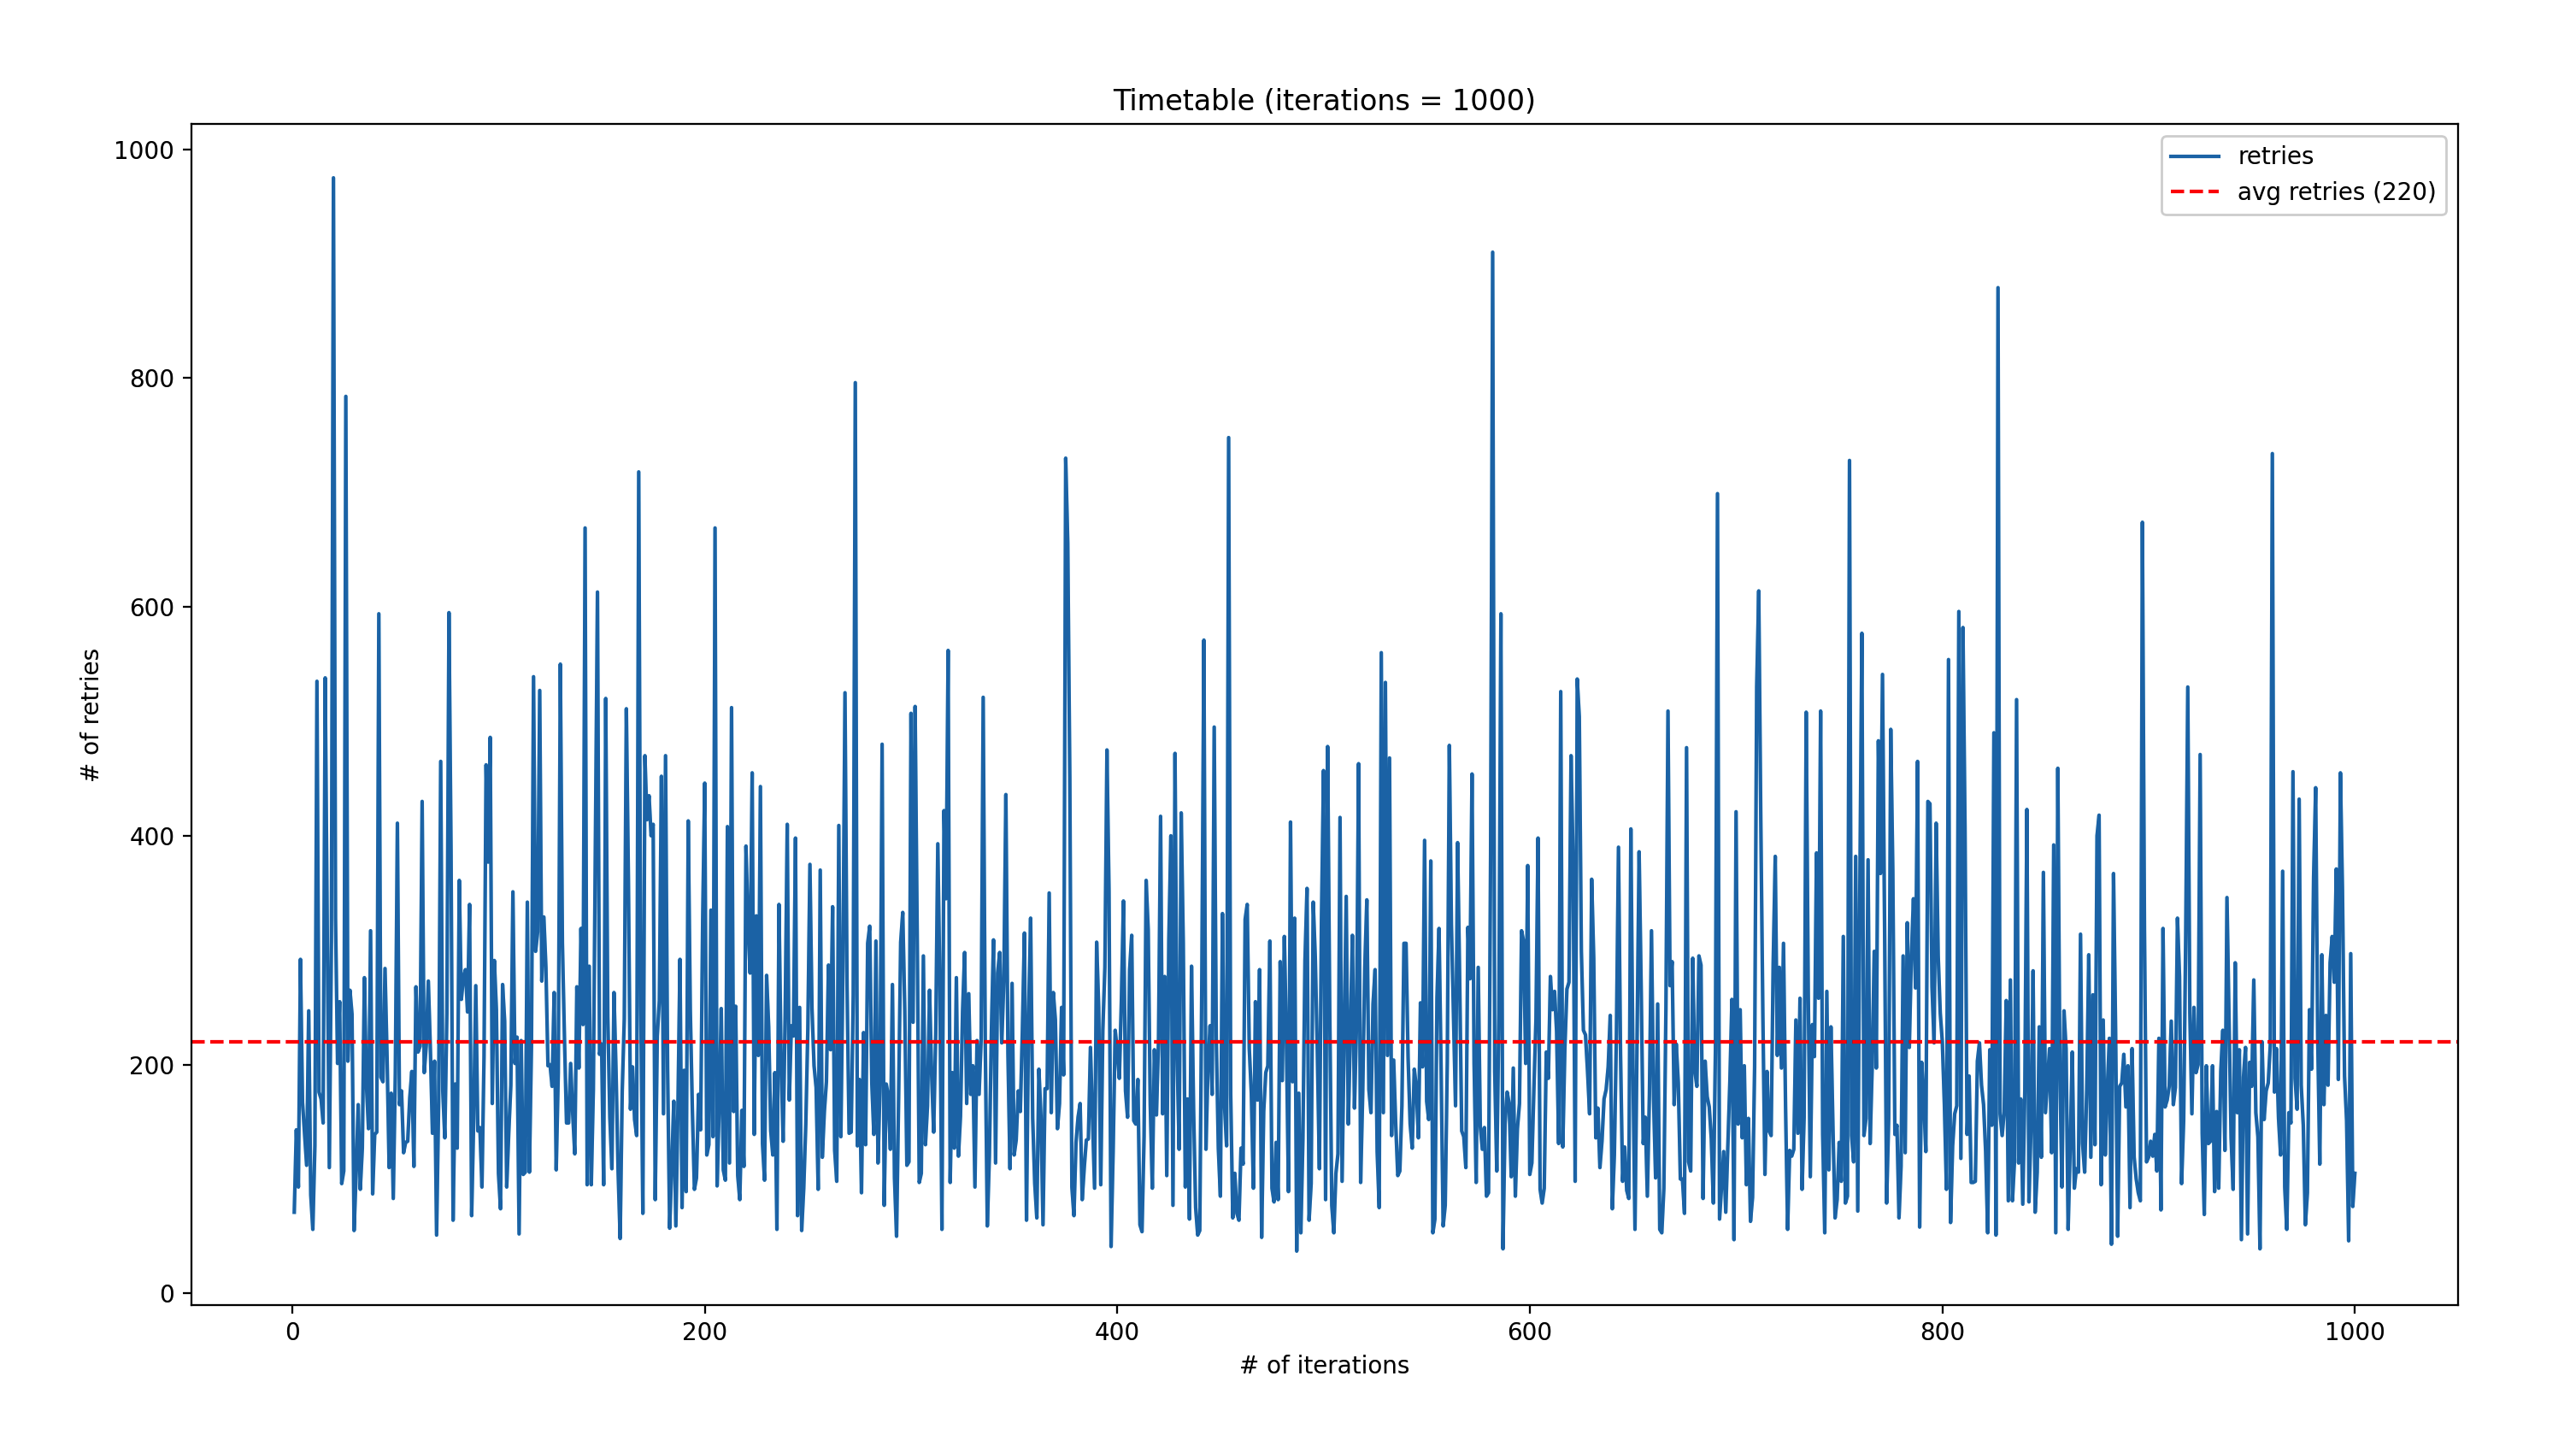 Timetable (iterations = 1000)
retries
avg retries (220)
1000
800
600
400
200
0
# of retries
0 200 400 600 800 1000
# of iterations